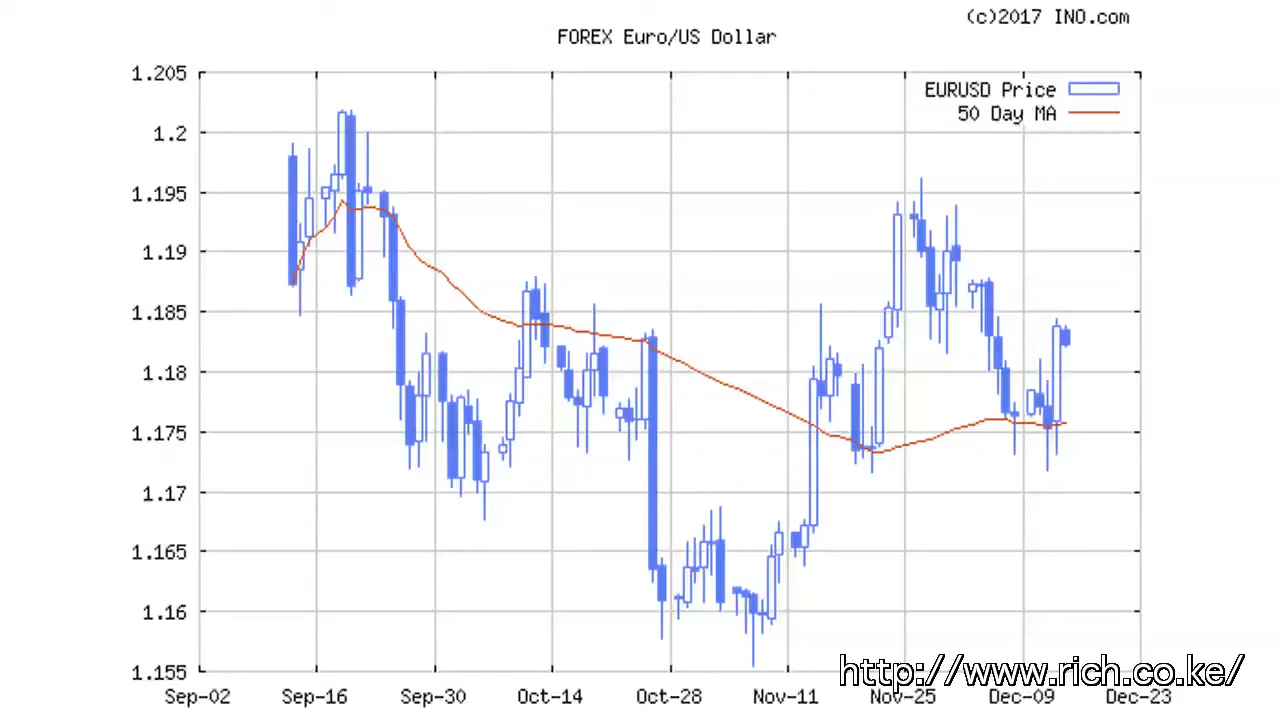 (c)2017 INO.com
FOREX Euro/US Dollar
1.205
EURUSD Price
50 Day MA
1.2
1.195
1.19
1.185
1.18
1.175
1.17
1.165
1.16
1.155
http://www.rich.co.ke/
Sep-02 Sep-16 Sep-30 Oct-14 Oct-28 Nov-11 Nov-25 Dec-09 Dec-23